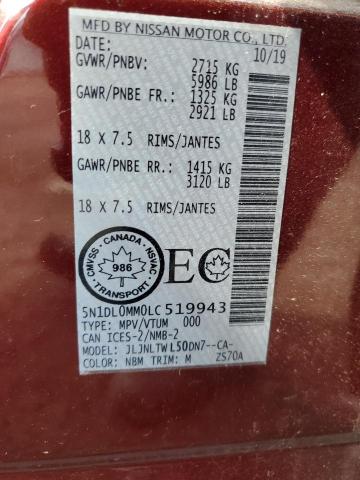 MFD BY NISSAN MOTOR CO., LTD.
DATE: 10/19
GVWR/PNBV: 2715 KG
5986 LB
GAWR/PNBE FR: 1325 KG
2921 LB
18 x 7.5 RIMS/JANTES
GAWR/PNBE RR: 1415 KG
3120 LB
18 x 7.5 RIMS/JANTES
CANADA
CMVSS NSVAC
986
TRANSPORT
EC
5N1DL0MM0LC519943
TYPE: MPV/VTUM 000
CAN ICES-2/NMB-2
MODEL: JLJNLTWL50DN7--CA-
COLOR: NBM TRIM: M ZS70A